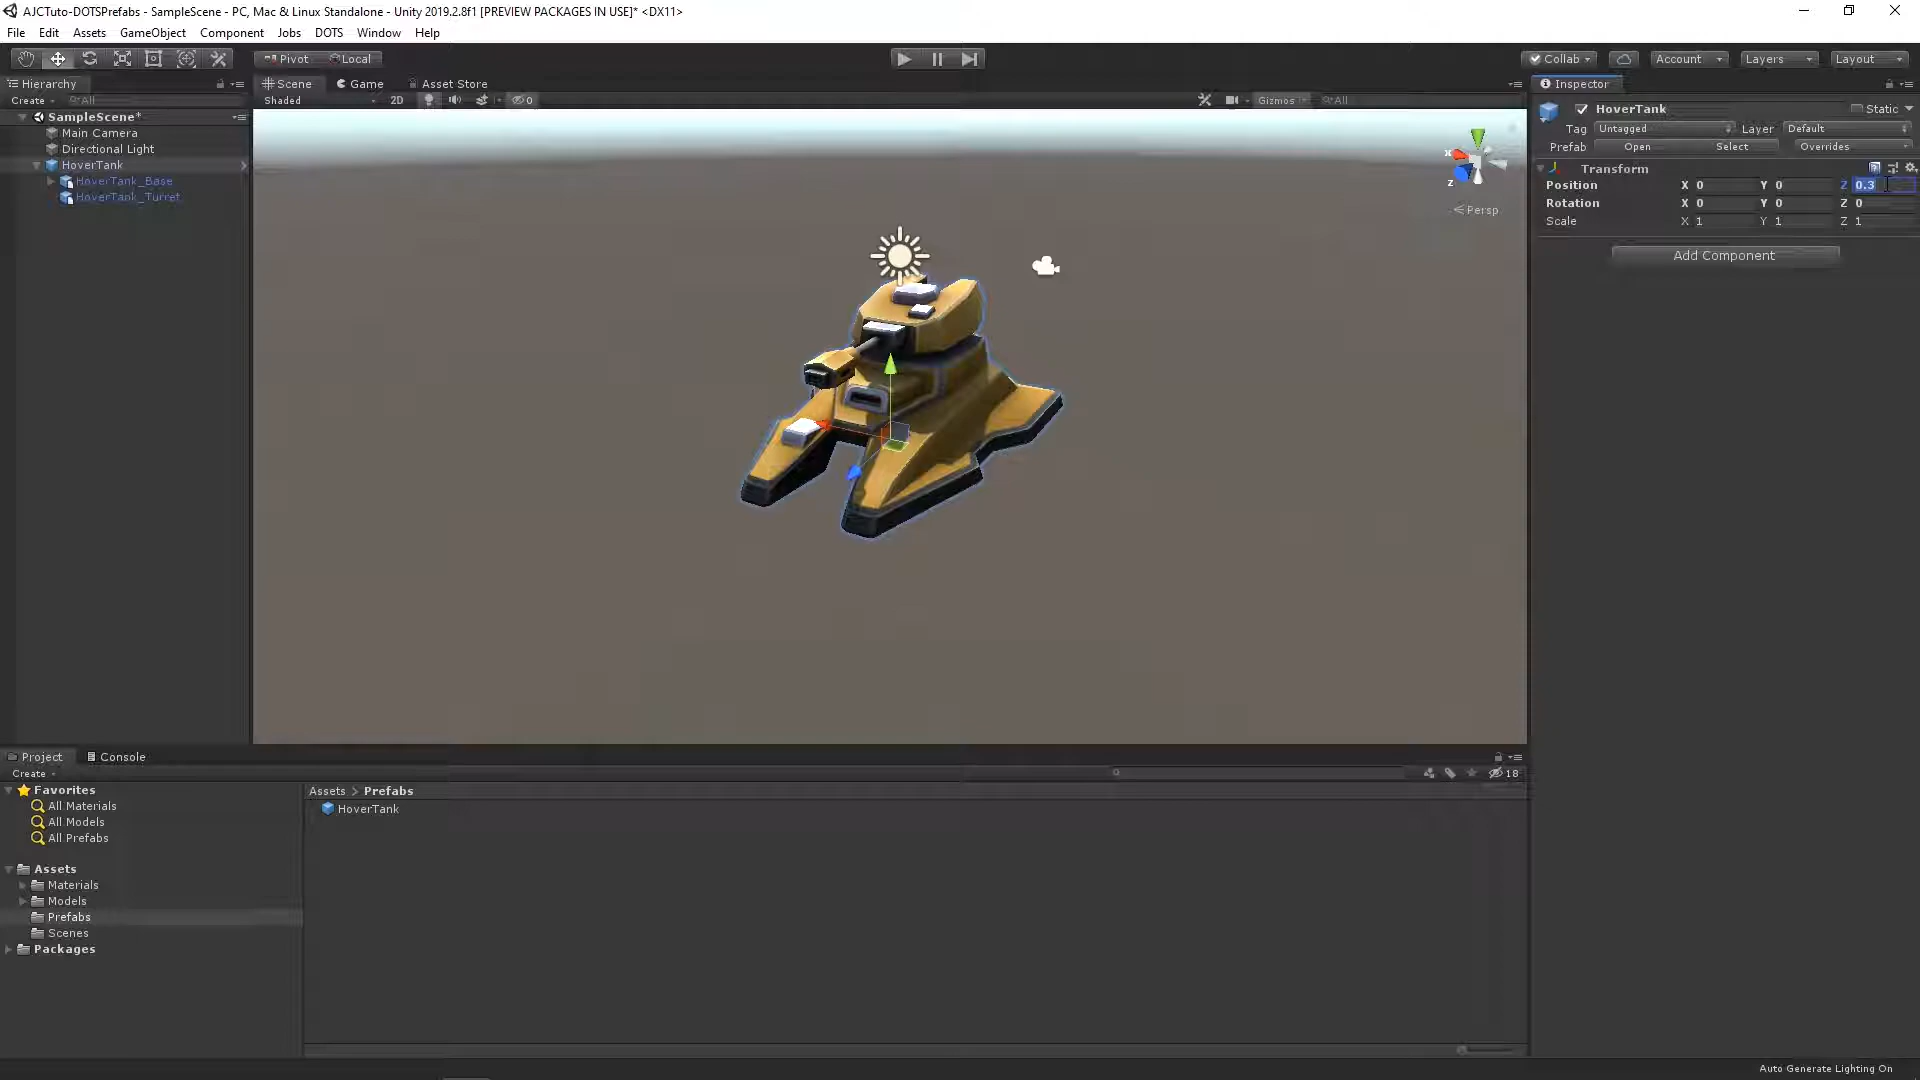 AJCTuto-DOTSPrefabs - SampleScene - PC, Mac & Linux Standalone - Unity 2019.2.8f1 [PREVIEW PACKAGES IN USE]* <DX11>
File Edit Assets GameObject Component Jobs DOTS Window Help
Pivot Local Collab Account Layers Layout
Hierarchy
Create All
SampleScene*
Main Camera
Directional Light
HoverTank
HoverTank_Base
HoverTank_Turret
Scene Game Asset Store
Shaded 2D 0 Gizmos All
x
z
Persp
Inspector
HoverTank Static
Tag Untagged Layer Default
Prefab Open Select Overrides
Transform
Position X 0 Y 0 Z 0.3
Rotation X 0 Y 0 Z 0
Scale X 1 Y 1 Z 1
Add Component
Project Console
Create 18
Favorites
All Materials
All Models
All Prefabs
Assets
Materials
Models
Prefabs
Scenes
Packages
Assets > Prefabs
HoverTank
Auto Generate Lighting On